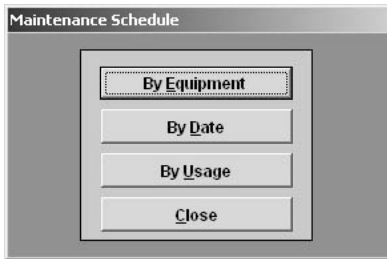 Maintenance Schedule
By Equipment
By Date
By Usage
Close